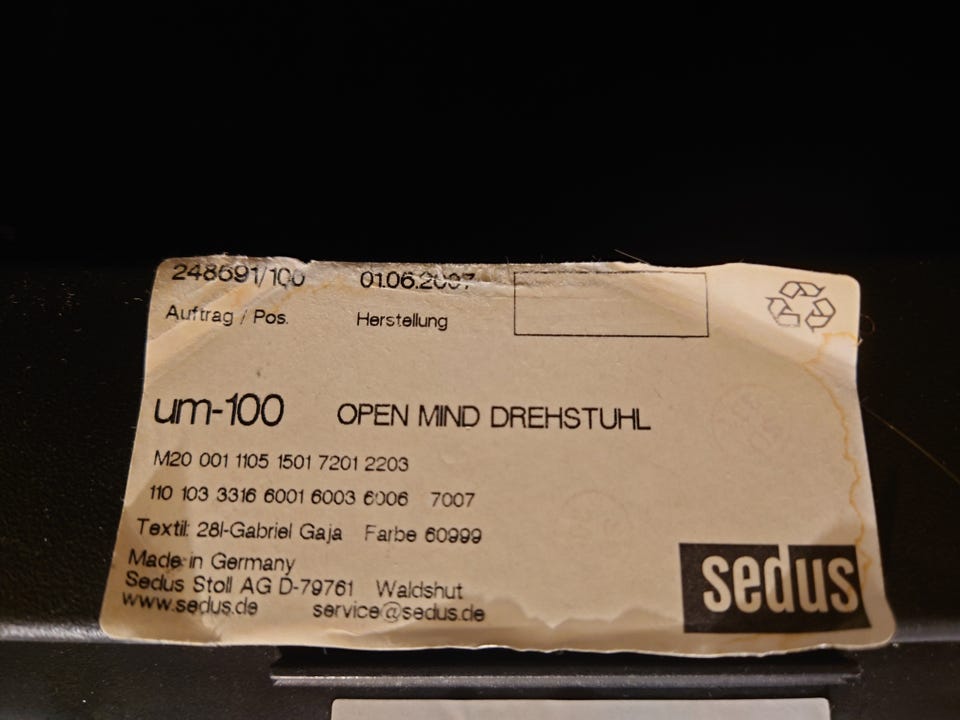 248691/100 01.06.2007
Auftrag / Pos. Herstellung
um-100 OPEN MIND DREHSTUHL
M20 001 1105 1501 7201 2203
110 103 3316 6001 6003 6006 7007
Textil: 28I-Gabriel Gaja Farbe 60999
Made in Germany
Sedus Stoll AG D-79761 Waldshut
www.sedus.de service@sedus.de
sedus